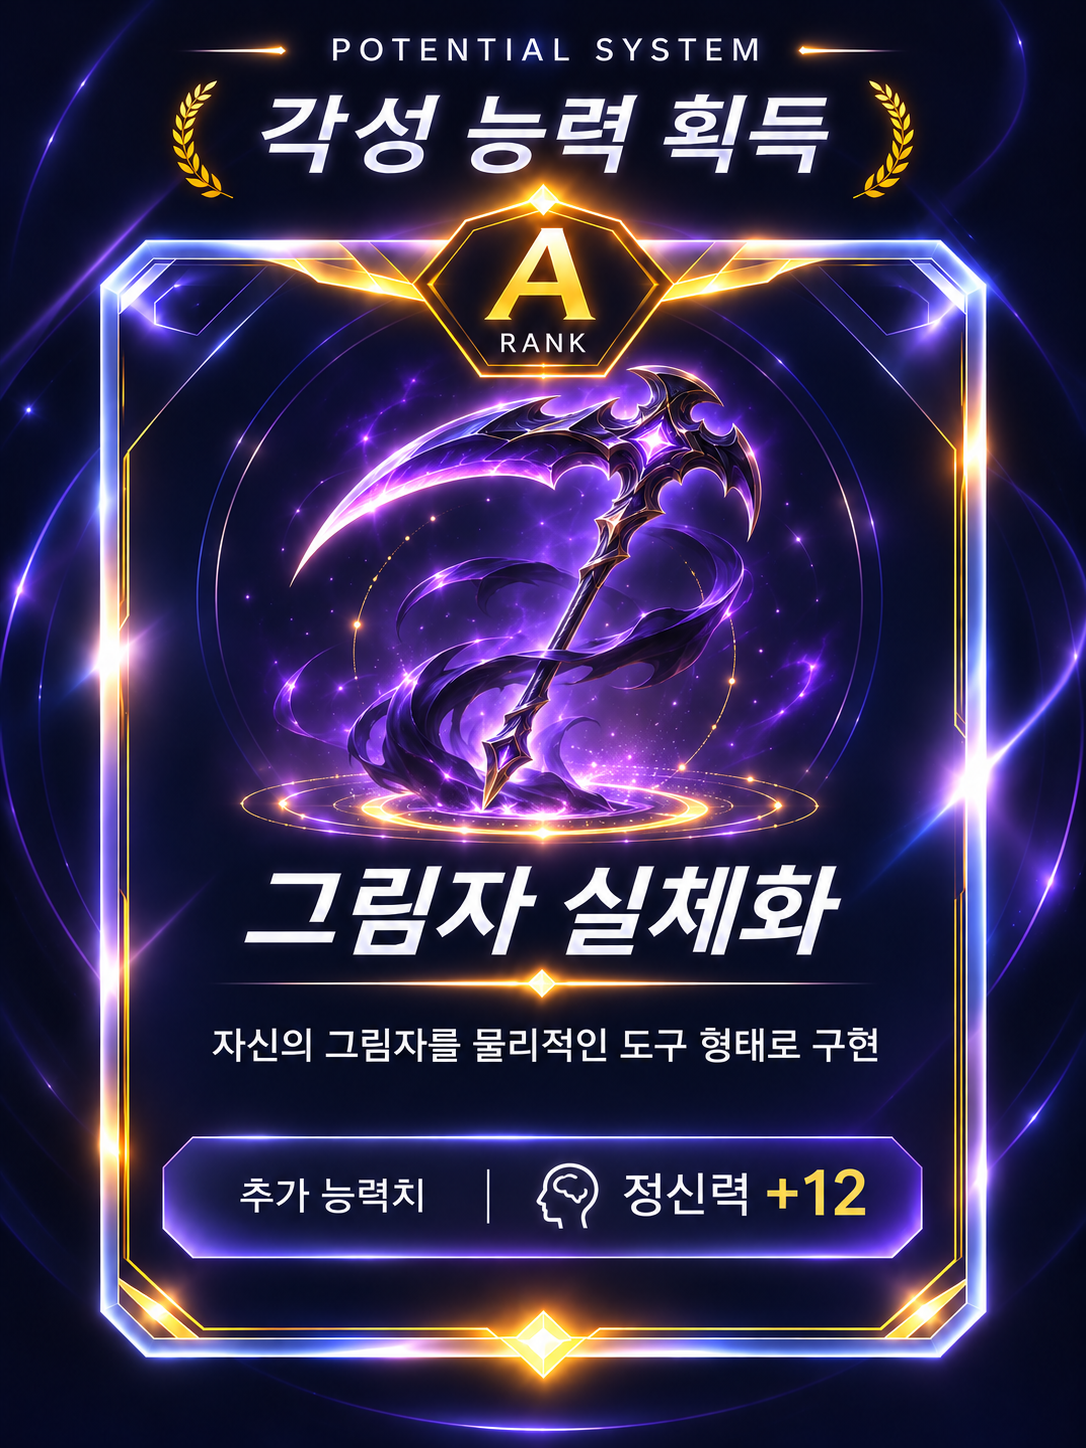 POTENTIAL SYSTEM
각성 능력 획득
A
RANK
그림자 실체화
자신의 그림자를 물리적인 도구 형태로 구현
추가 능력치 | 정신력 +12